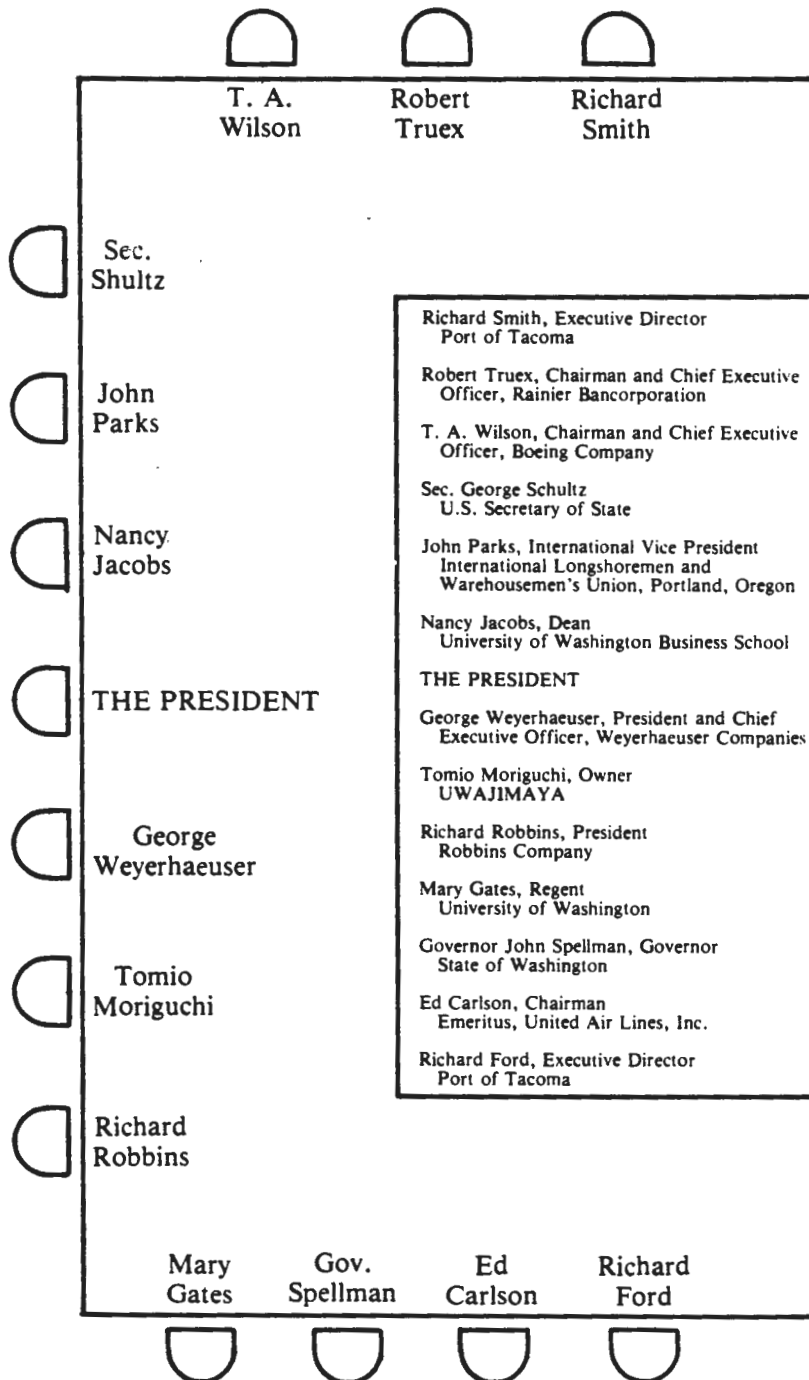 T. A.
Wilson
Robert
Truex
Richard
Smith
Sec.
Shultz
John
Parks
Nancy
Jacobs
THE PRESIDENT
George
Weyerhaeuser
Tomio
Moriguchi
Richard
Robbins
Richard Smith, Executive Director
Port of Tacoma
Robert Truex, Chairman and Chief Executive
Officer, Rainier Bancorporation
T. A. Wilson, Chairman and Chief Executive
Officer, Boeing Company
Sec. George Schultz
U.S. Secretary of State
John Parks, International Vice President
International Longshoremen and
Warehousemen's Union, Portland, Oregon
Nancy Jacobs, Dean
University of Washington Business School
THE PRESIDENT
George Weyerhaeuser, President and Chief
Executive Officer, Weyerhaeuser Companies
Tomio Moriguchi, Owner
UWAJIMAYA
Richard Robbins, President
Robbins Company
Mary Gates, Regent
University of Washington
Governor John Spellman, Governor
State of Washington
Ed Carlson, Chairman
Emeritus, United Air Lines, Inc.
Richard Ford, Executive Director
Port of Tacoma
Mary
Gates
Gov.
Spellman
Ed
Carlson
Richard
Ford